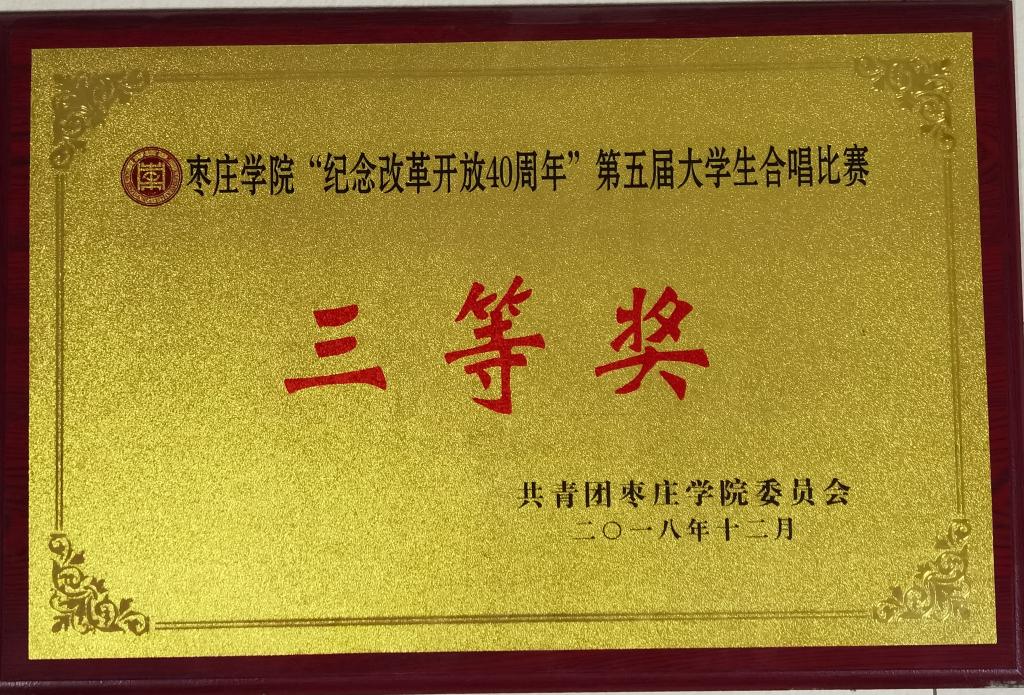 枣庄学院“纪念改革开放40周年”第五届大学生合唱比赛
三等奖
共青团枣庄学院委员会
二〇一八年十二月